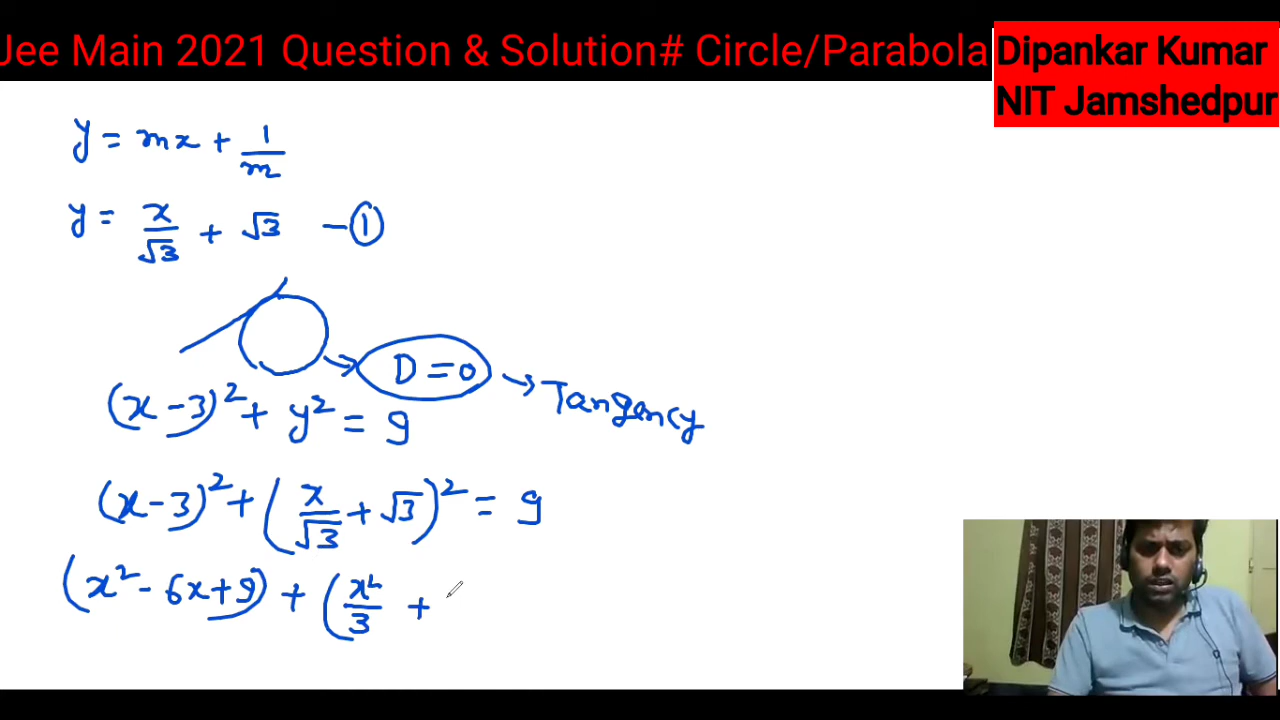 Jee Main 2021 Question & Solution# Circle/Parabola
Dipankar Kumar
NIT Jamshedpur
y = mx + 1/m
y = x/√3 + √3 - ①
D = 0 → Tangency
(x - 3)² + y² = 9
(x - 3)² + (x/√3 + √3)² = 9
(x² - 6x + 9) + (x²/3 +